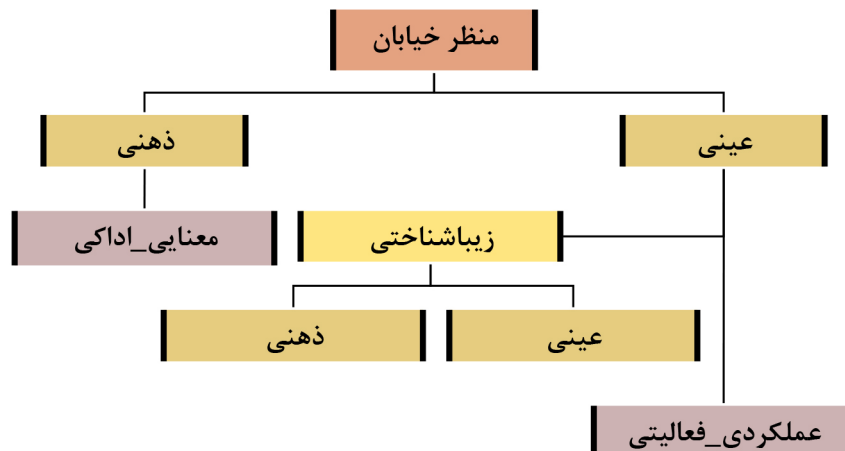 منظر خیابان
عینی
ذهنی
زیباشناختی
معنایی_اداکی
عینی
ذهنی
عملکردی_فعالیتی